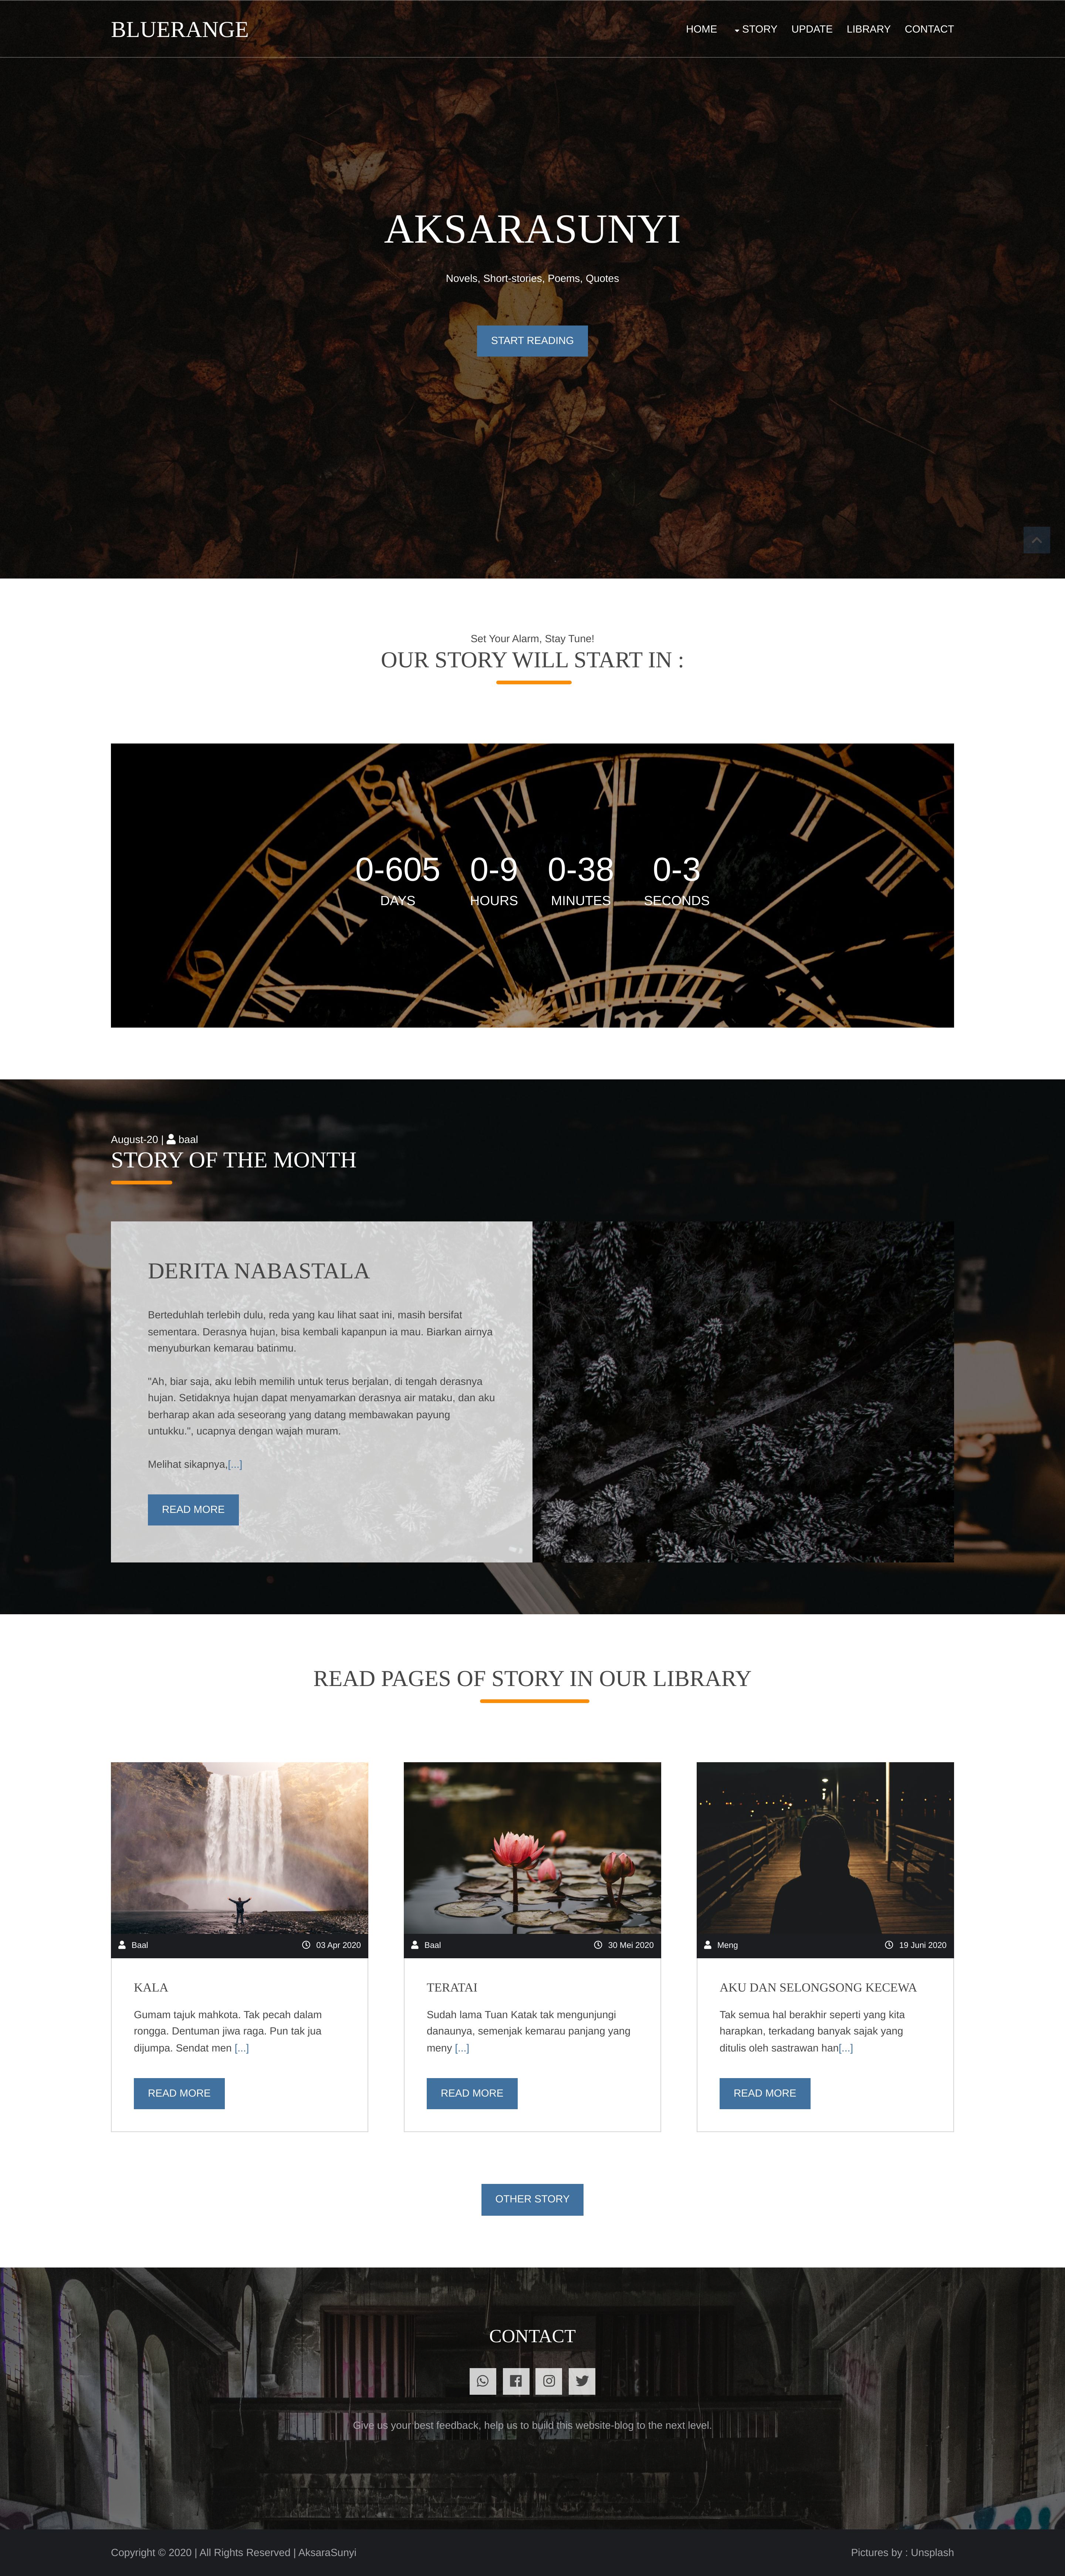 BLUERANGE
HOME STORY UPDATE LIBRARY CONTACT
AKSARASUNYI
Novels, Short-stories, Poems, Quotes
START READING
Set Your Alarm, Stay Tune!
OUR STORY WILL START IN :
0-605 0-9 0-38 0-3
DAYS HOURS MINUTES SECONDS
August-20 | baal
STORY OF THE MONTH
DERITA NABASTALA
Berteduhlah terlebih dulu, reda yang kau lihat saat ini, masih bersifat
sementara. Derasnya hujan, bisa kembali kapanpun ia mau. Biarkan airnya
menyuburkan kemarau batinmu.
"Ah, biar saja, aku lebih memilih untuk terus berjalan, di tengah derasnya
hujan. Setidaknya hujan dapat menyamarkan derasnya air mataku, dan aku
berharap akan ada seseorang yang datang membawakan payung
untukku.", ucapnya dengan wajah muram.
Melihat sikapnya,[...]
READ MORE
READ PAGES OF STORY IN OUR LIBRARY
Baal 03 Apr 2020
KALA
Gumam tajuk mahkota. Tak pecah dalam
rongga. Dentuman jiwa raga. Pun tak jua
dijumpa. Sendat men [...]
READ MORE
Baal 30 Mei 2020
TERATAI
Sudah lama Tuan Katak tak mengunjungi
danaunya, semenjak kemarau panjang yang
meny [...]
READ MORE
Meng 19 Juni 2020
AKU DAN SELONGSONG KECEWA
Tak semua hal berakhir seperti yang kita
harapkan, terkadang banyak sajak yang
ditulis oleh sastrawan han[...]
READ MORE
OTHER STORY
CONTACT
Give us your best feedback, help us to build this website-blog to the next level.
Copyright © 2020 | All Rights Reserved | AksaraSunyi
Pictures by : Unsplash